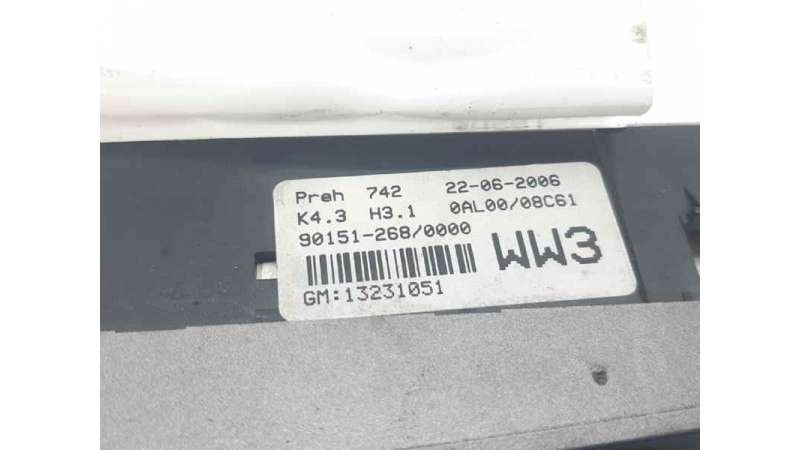 Preh 742 22-06-2006
K4.3 H3.1 0AL00/08C61
90151-268/0000
WW3
GM:13231051